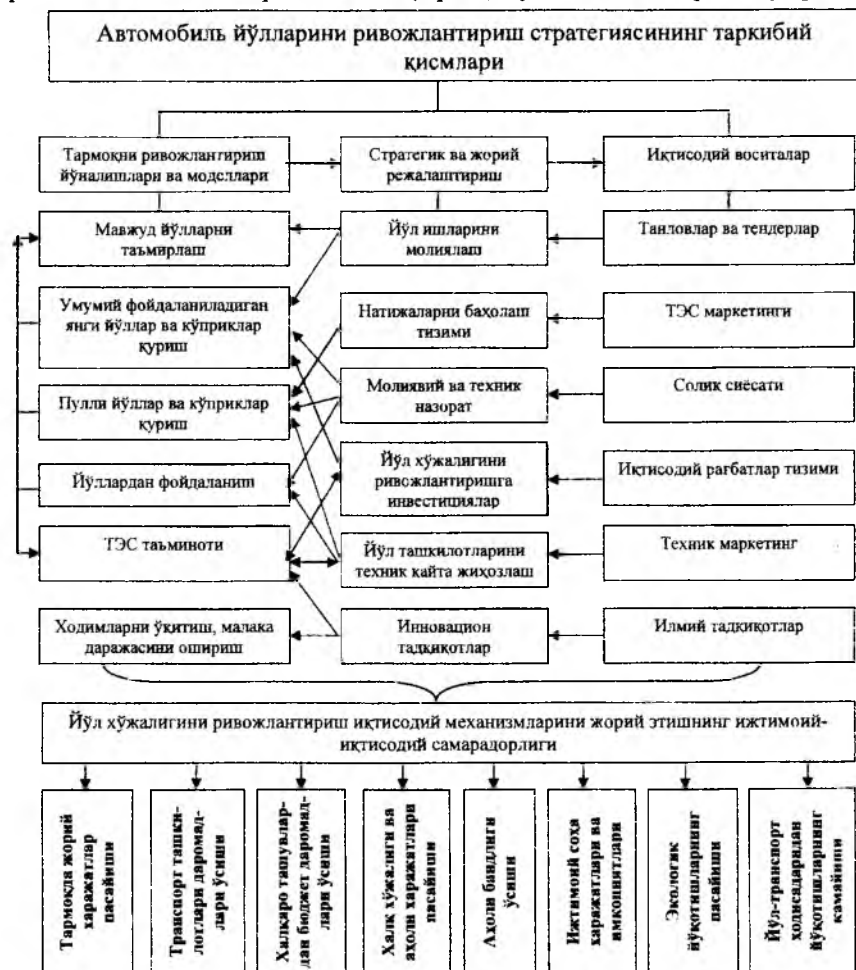 Автомобиль йўлларини ривожлантириш стратегиясининг таркибий
қисмлари
Тармоқни ривожлантириш
йўналишлари ва моделлари
Стратегик ва жорий
режалаштириш
Иқтисодий воситалар
Мавжуд йўлларни
таъмирлаш
Йўл ишларини
молиялаш
Танловлар ва тендерлар
Умумий фойдаланиладиган
янги йўллар ва кўприклар
қуриш
Натижаларни баҳолаш
тизими
ТЭС маркетинги
Пулли йўллар ва кўприклар
қуриш
Молиявий ва техник
назорат
Солиқ сиёсати
Йўллардан фойдаланиш
Йўл хўжалигини
ривожлантиришга
инвестициялар
Иқтисодий рағбатлар тизими
ТЭС таъминоти
Йўл ташкилотларини
техник қайта жиҳозлаш
Техник маркетинг
Ходимларни ўқитиш, малака
даражасини ошириш
Инновацион
тадқиқотлар
Илмий тадқиқотлар
Йўл хўжалигини ривожлантириш иқтисодий механизмларини жорий этишнинг ижтимоий-
иқтисодий самарадорлиги
Тармоқда жорий
харажатлар
пасайиши
Транспорт ташки-
лотлари даромад-
лари ўсиши
Халқаро ташувлар-
дан бюджет даромад-
лари ўсиши
Халқ хўжалиги ва
аҳоли харажатлари
пасайиши
Аҳоли бандлиги
ўсиши
Ижтимоий соҳа
харажатлари ва
имкониятлари
Экологик
йўқотишларнинг
пасайиши
Йўл-транспорт
ҳодисадаридан
йўқотишларнинг
камайиши